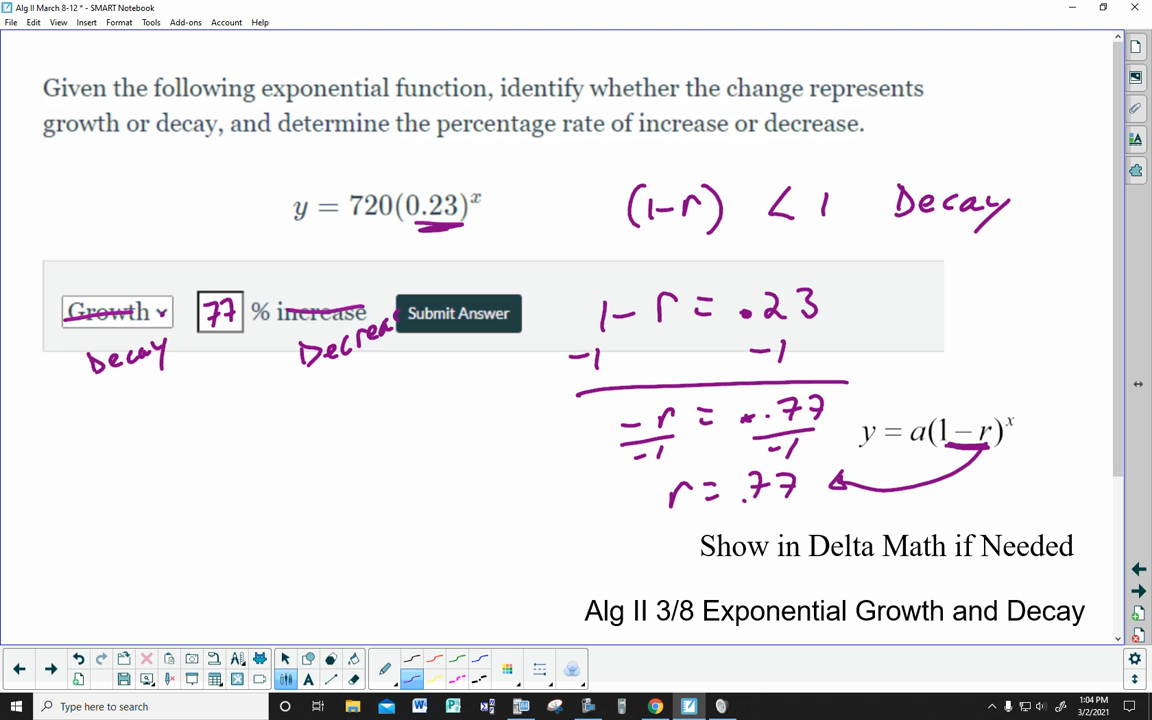 Alg II March 8-12 * - SMART Notebook
File Edit View Insert Format Tools Add-ons Account Help
Given the following exponential function, identify whether the change represents
growth or decay, and determine the percentage rate of increase or decrease.
y = 720(0.23)^x
(1-r) < 1 Decay
Growth 77 % increase Submit Answer
Decay Decrease
1 - r = .23
-1 -1
-r = -.77
-1 -1
y = a(1 - r)^x
r = .77
Show in Delta Math if Needed
Alg II 3/8 Exponential Growth and Decay
Type here to search
1:04 PM
3/2/2021